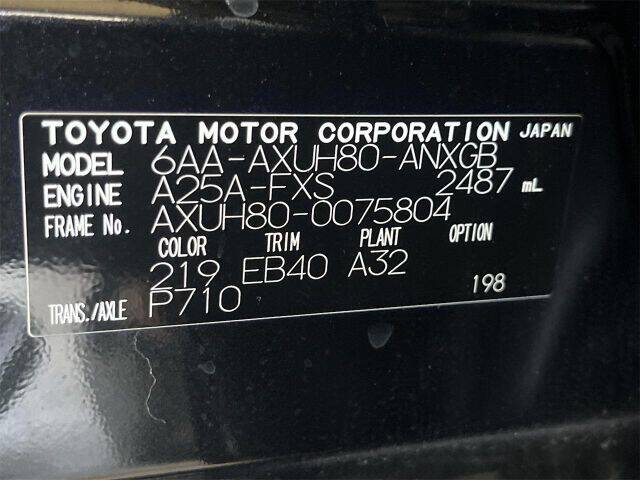 TOYOTA MOTOR CORPORATION JAPAN
MODEL 6AA-AXUH80-ANXGB
ENGINE A25A-FXS 2487 mL
FRAME No. AXUH80-0075804
COLOR TRIM PLANT OPTION
219 EB40 A32
TRANS./AXLE P710 198